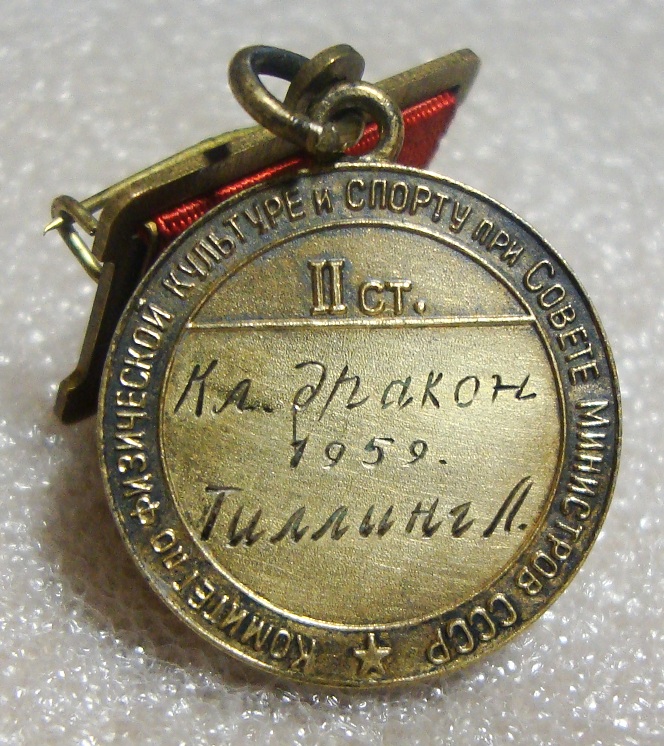 КОМИТЕТ ПО ФИЗИЧЕСКОЙ КУЛЬТУРЕ И СПОРТУ ПРИ СОВЕТЕ МИНИСТРОВ СССР
II СТ.
Кл. Дракон
1959.
Тиллинг Л.